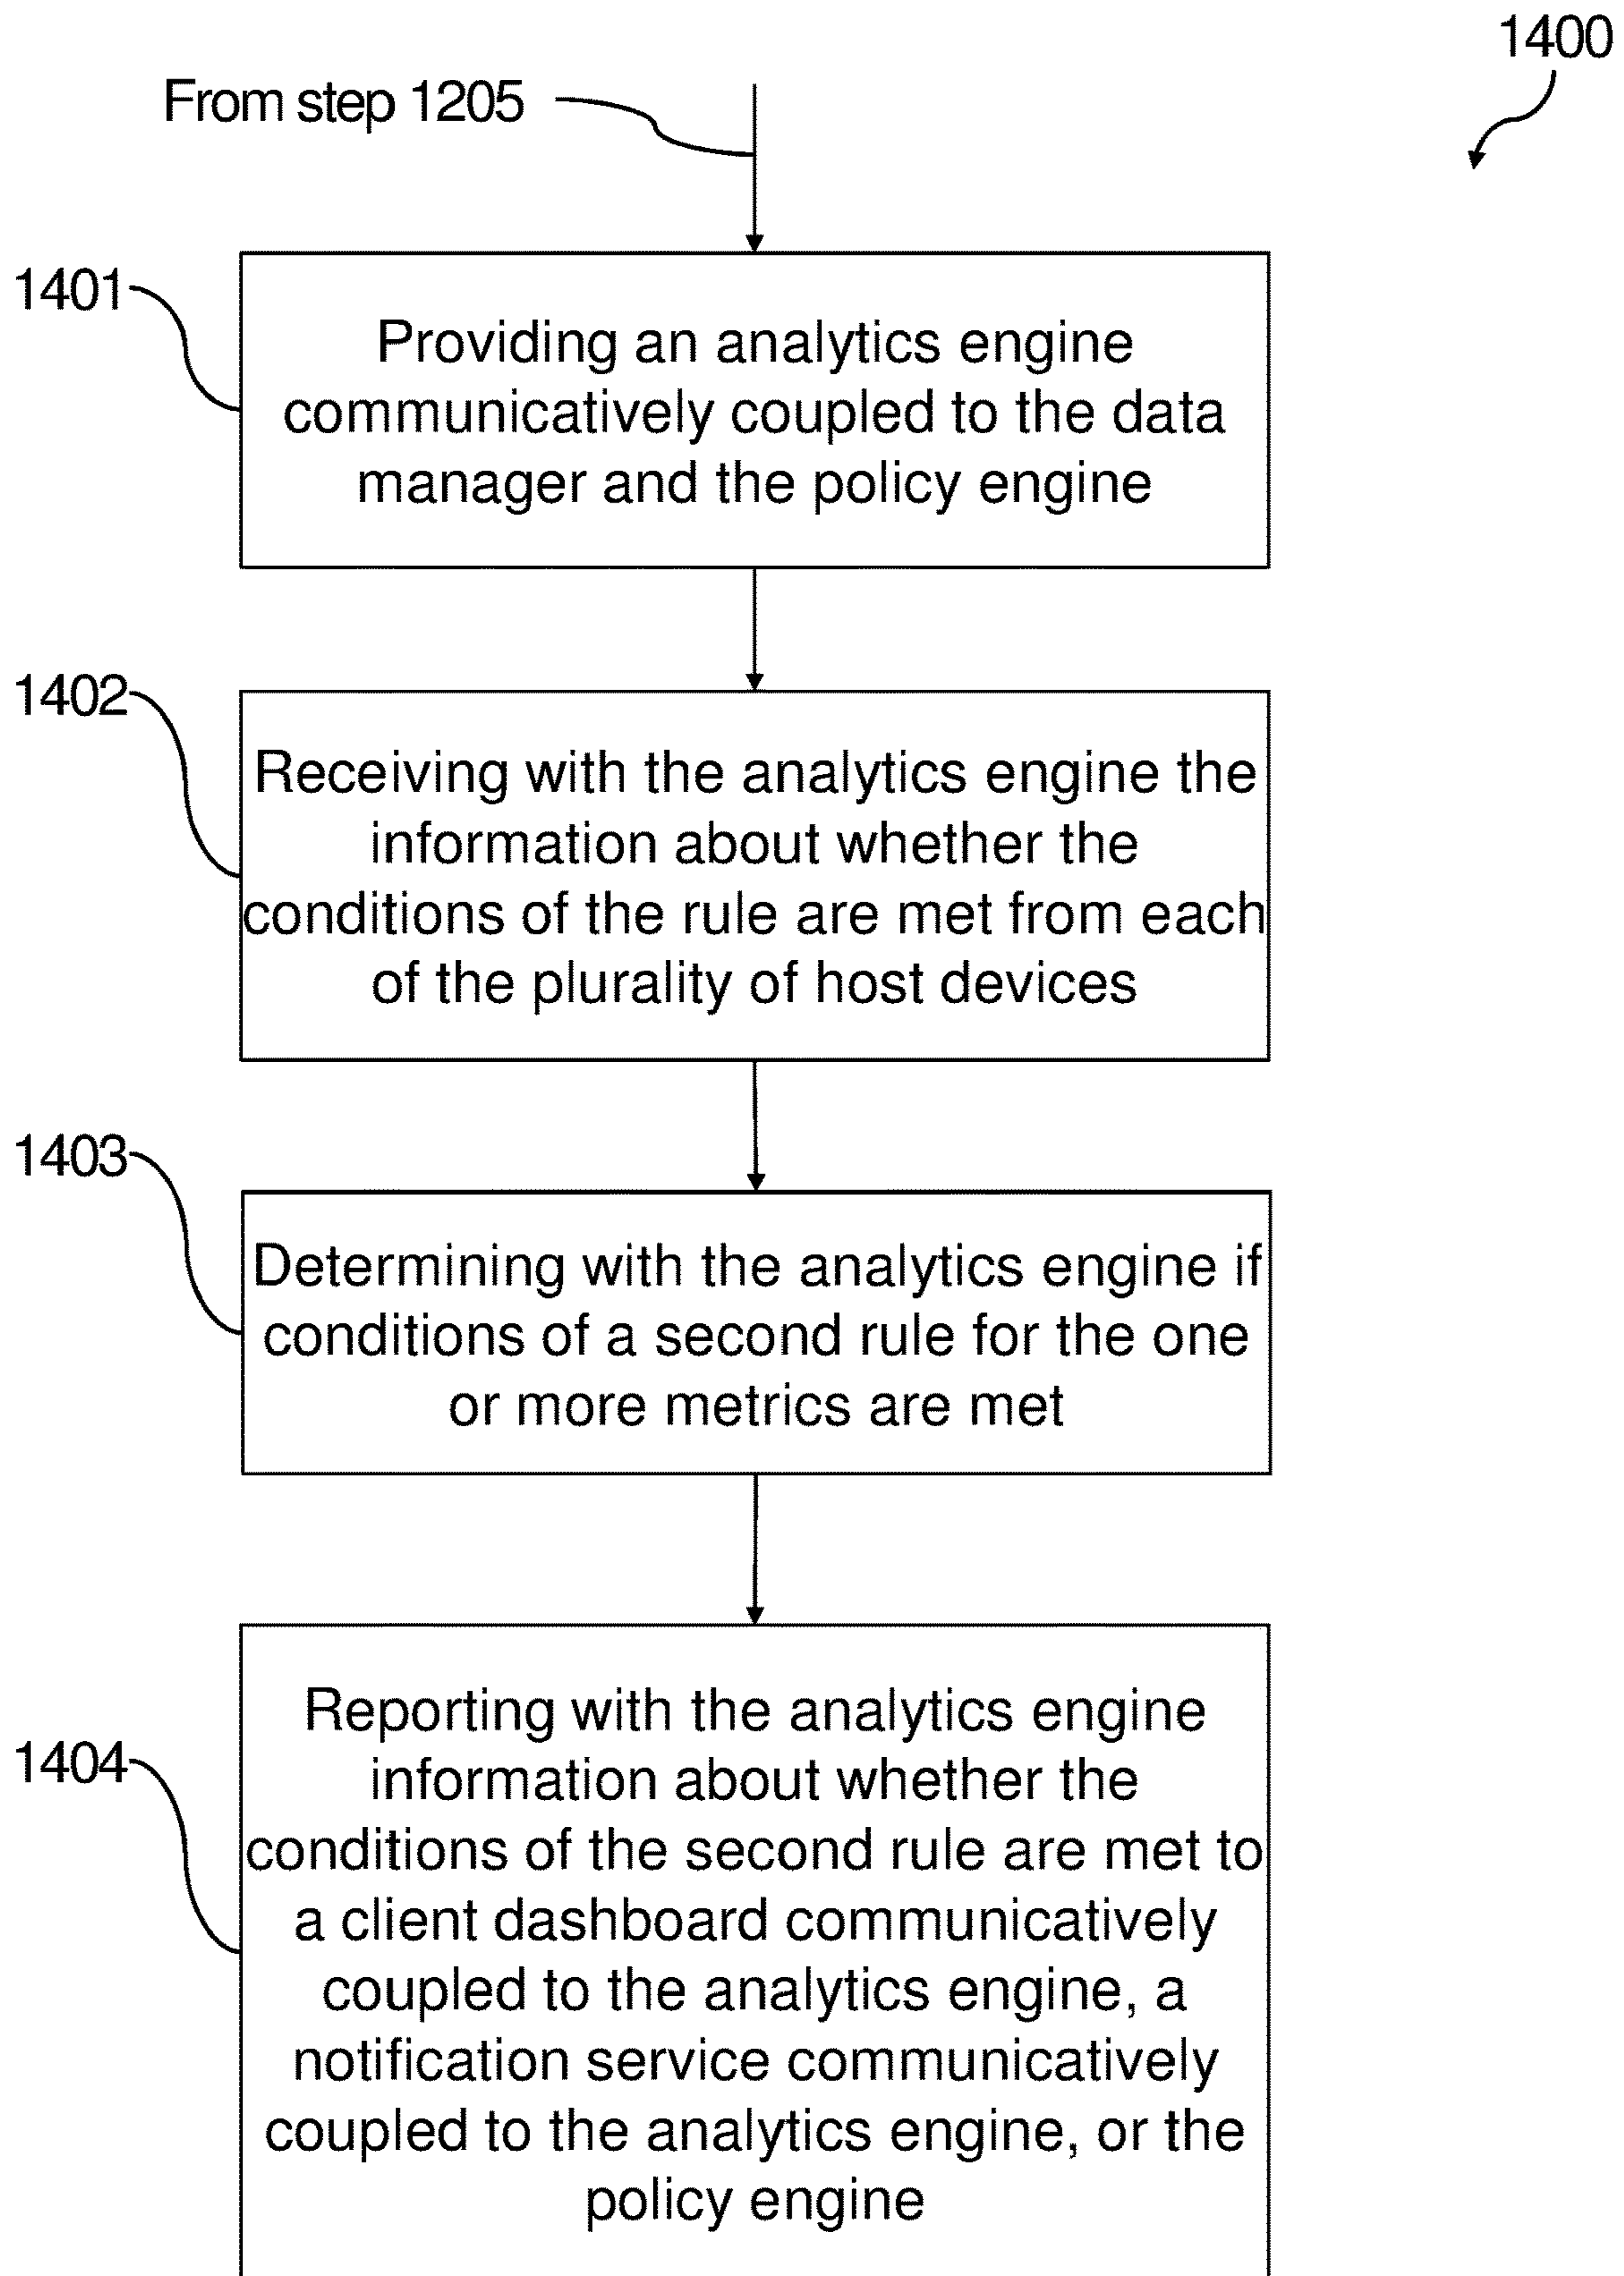 1400
From step 1205
1401
Providing an analytics engine
communicatively coupled to the data
manager and the policy engine
1402
Receiving with the analytics engine the
information about whether the
conditions of the rule are met from each
of the plurality of host devices
1403
Determining with the analytics engine if
conditions of a second rule for the one
or more metrics are met
1404
Reporting with the analytics engine
information about whether the
conditions of the second rule are met to
a client dashboard communicatively
coupled to the analytics engine, a
notification service communicatively
coupled to the analytics engine, or the
policy engine